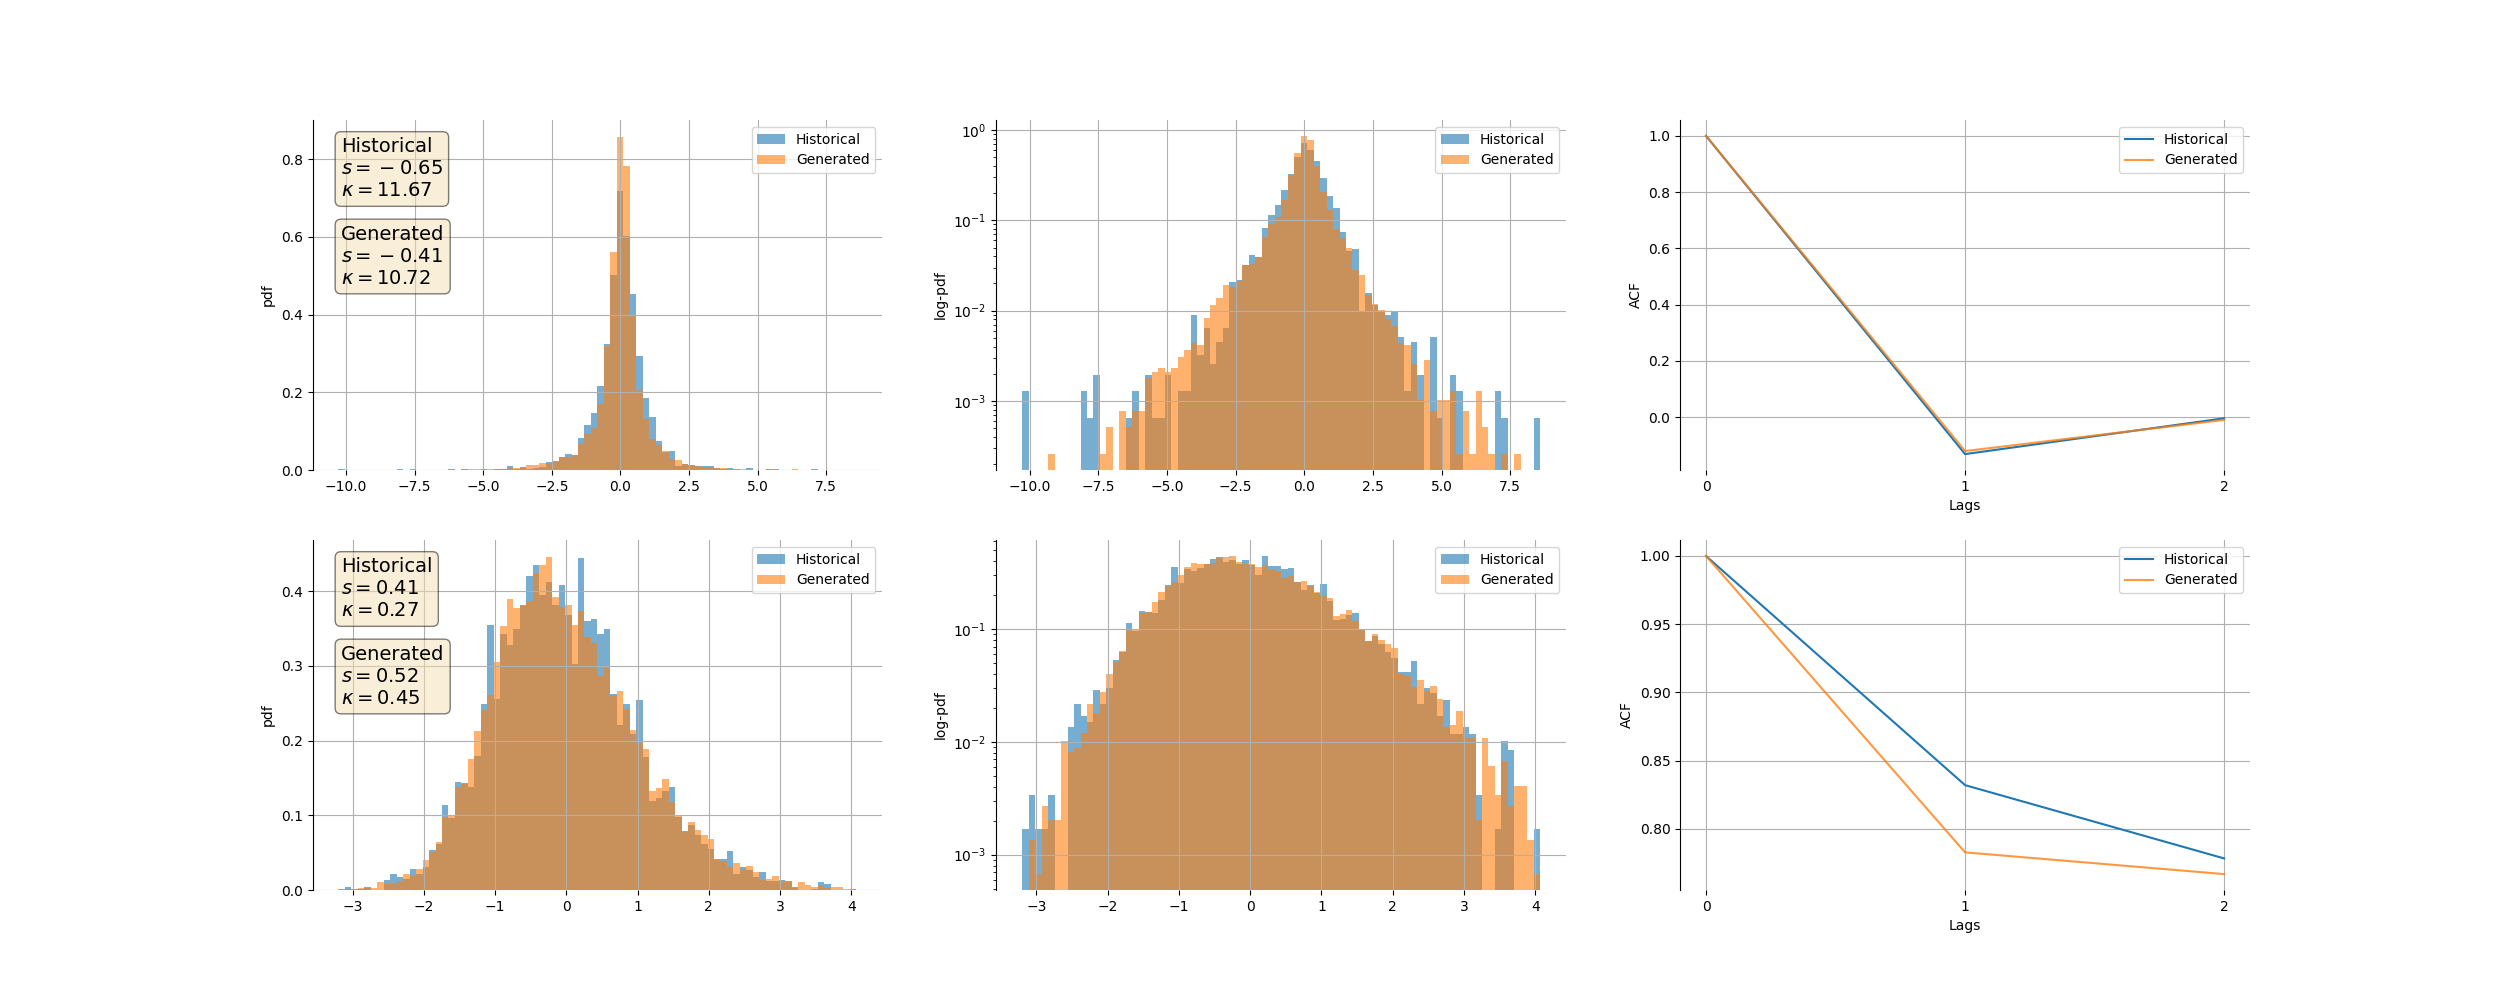 Historical
s = −0.65
κ = 11.67
Generated
s = −0.41
κ = 10.72
Historical
Generated
pdf
0.8
0.6
0.4
0.2
0.0
−10.0 −7.5 −5.0 −2.5 0.0 2.5 5.0 7.5
Historical
Generated
log-pdf
10⁰
10⁻¹
10⁻²
10⁻³
−10.0 −7.5 −5.0 −2.5 0.0 2.5 5.0 7.5
Historical
Generated
ACF
1.0
0.8
0.6
0.4
0.2
0.0
0 1 2
Lags
Historical
s = 0.41
κ = 0.27
Generated
s = 0.52
κ = 0.45
Historical
Generated
pdf
0.4
0.3
0.2
0.1
0.0
−3 −2 −1 0 1 2 3 4
Historical
Generated
log-pdf
10⁻¹
10⁻²
10⁻³
−3 −2 −1 0 1 2 3 4
Historical
Generated
ACF
1.00
0.95
0.90
0.85
0.80
0 1 2
Lags